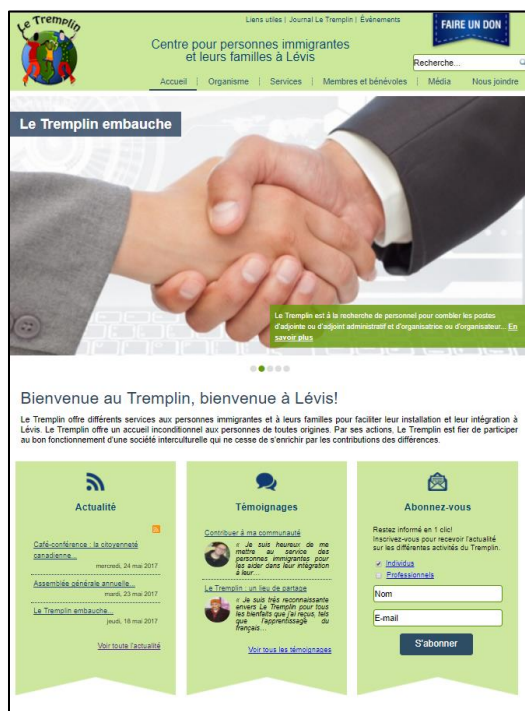 Le Tremplin
Liens utiles | Journal Le Tremplin | Événements
FAIRE UN DON
Centre pour personnes immigrantes
et leurs familles à Lévis
Recherche...
Accueil | Organisme | Services | Membres et bénévoles | Média | Nous joindre
Le Tremplin embauche
Le Tremplin est à la recherche de personnel pour combler les postes
d'adjointe ou d'adjoint administratif et d'organisatrice ou d'organisateur... En
savoir plus
Bienvenue au Tremplin, bienvenue à Lévis!
Le Tremplin offre différents services aux personnes immigrantes et à leurs familles pour faciliter leur installation et leur intégration à
Lévis. Le Tremplin offre un accueil inconditionnel aux personnes de toutes origines. Par ses actions, Le Tremplin est fier de participer
au bon fonctionnement d'une société interculturelle qui ne cesse de s'enrichir par les contributions des différences.
Actualité
Café-conférence : la citoyenneté
canadienne...
mercredi, 24 mai 2017
Assemblée générale annuelle...
mardi, 23 mai 2017
Le Tremplin embauche...
jeudi, 18 mai 2017
Voir toute l'actualité
Témoignages
Contribuer à ma communauté
« Je suis heureux de me
mettre au service des
personnes immigrantes pour
les aider dans leur intégration
à leur...
Le Tremplin : un lieu de partage
« Je suis très reconnaissante
envers Le Tremplin pour tous
les bienfaits que j'ai reçus, tels
que l'apprentissage du
français...
Voir tous les témoignages
Abonnez-vous
Restez informé en 1 clic!
Inscrivez-vous pour recevoir l'actualité
sur les différentes activités du Tremplin.
Individus
Professionnels
Nom
E-mail
S'abonner